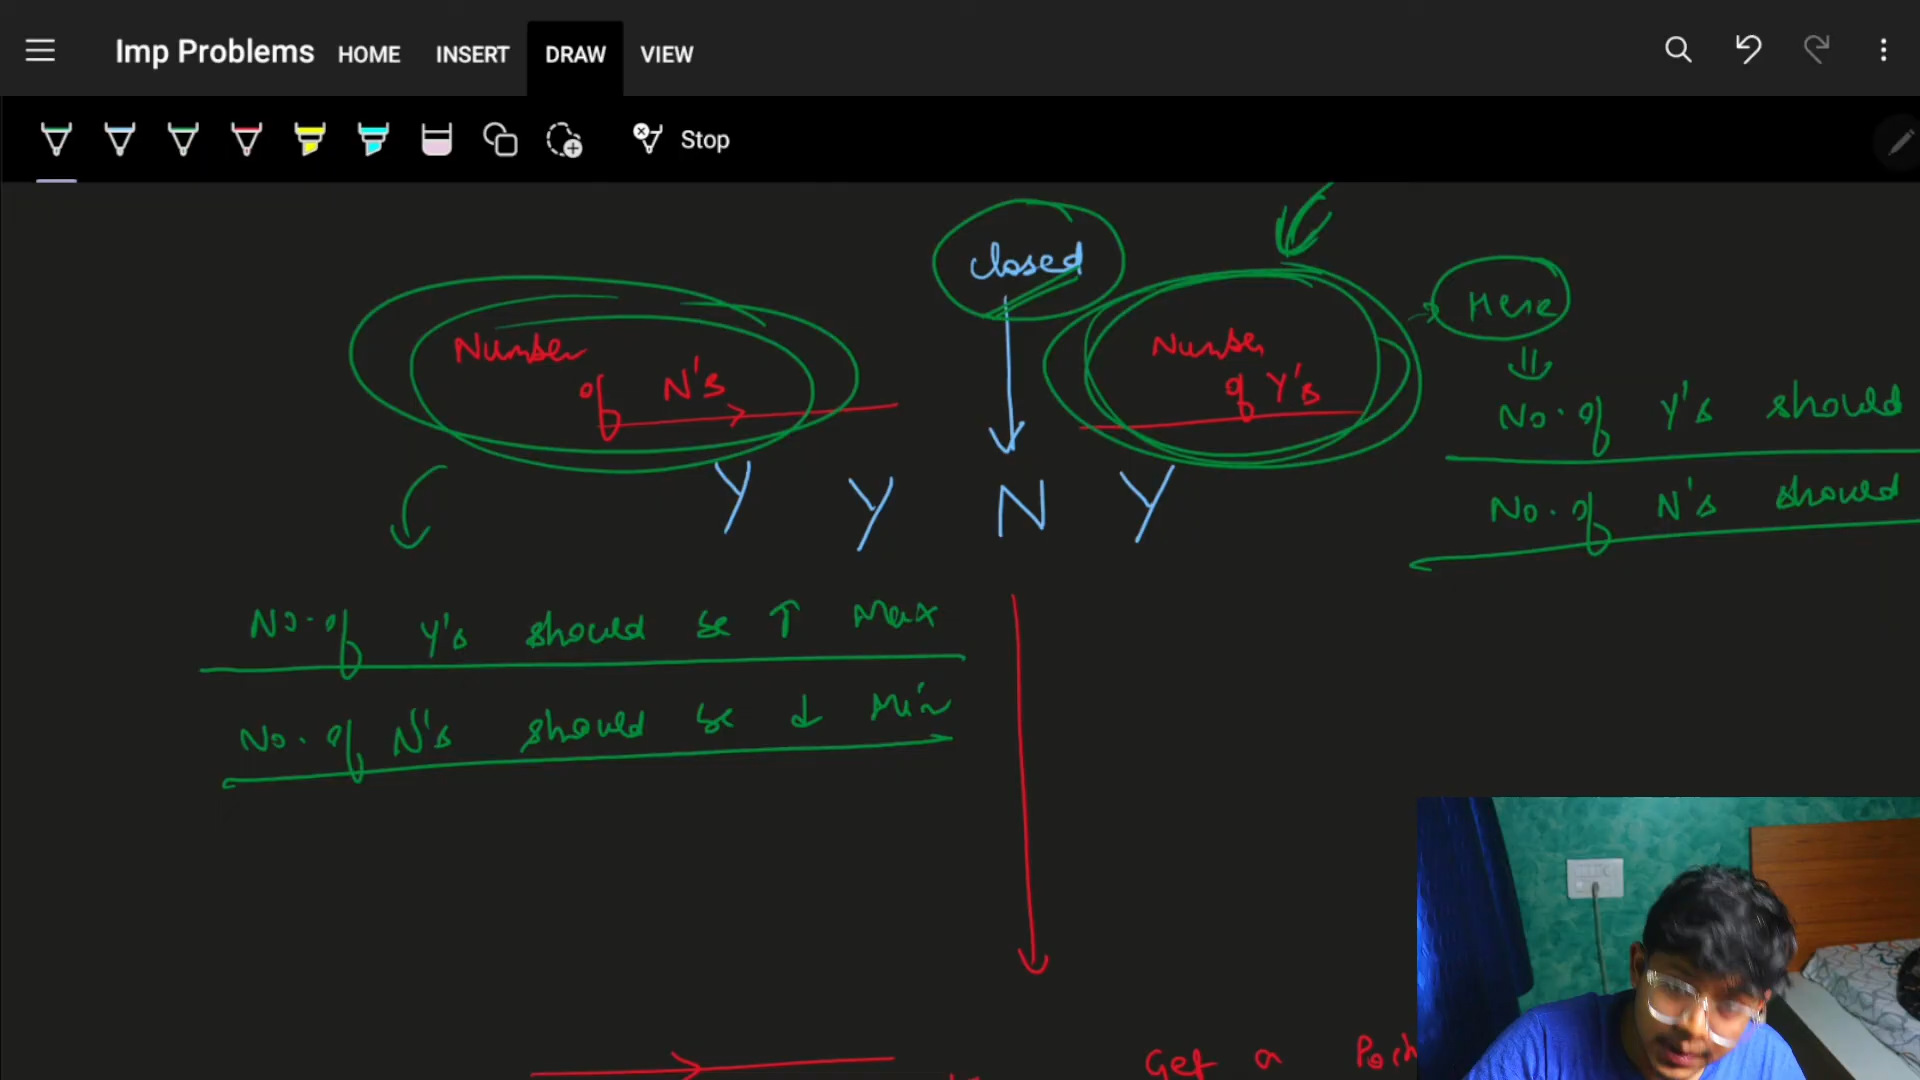 Imp Problems HOME INSERT DRAW VIEW
Stop
Closed
Number
of N's
Number
of Y's
Here
Y Y N Y
No. of Y's should
No. of N's should
No. of Y's should be ↑ Max
No. of N's should be ↓ Min
Get a